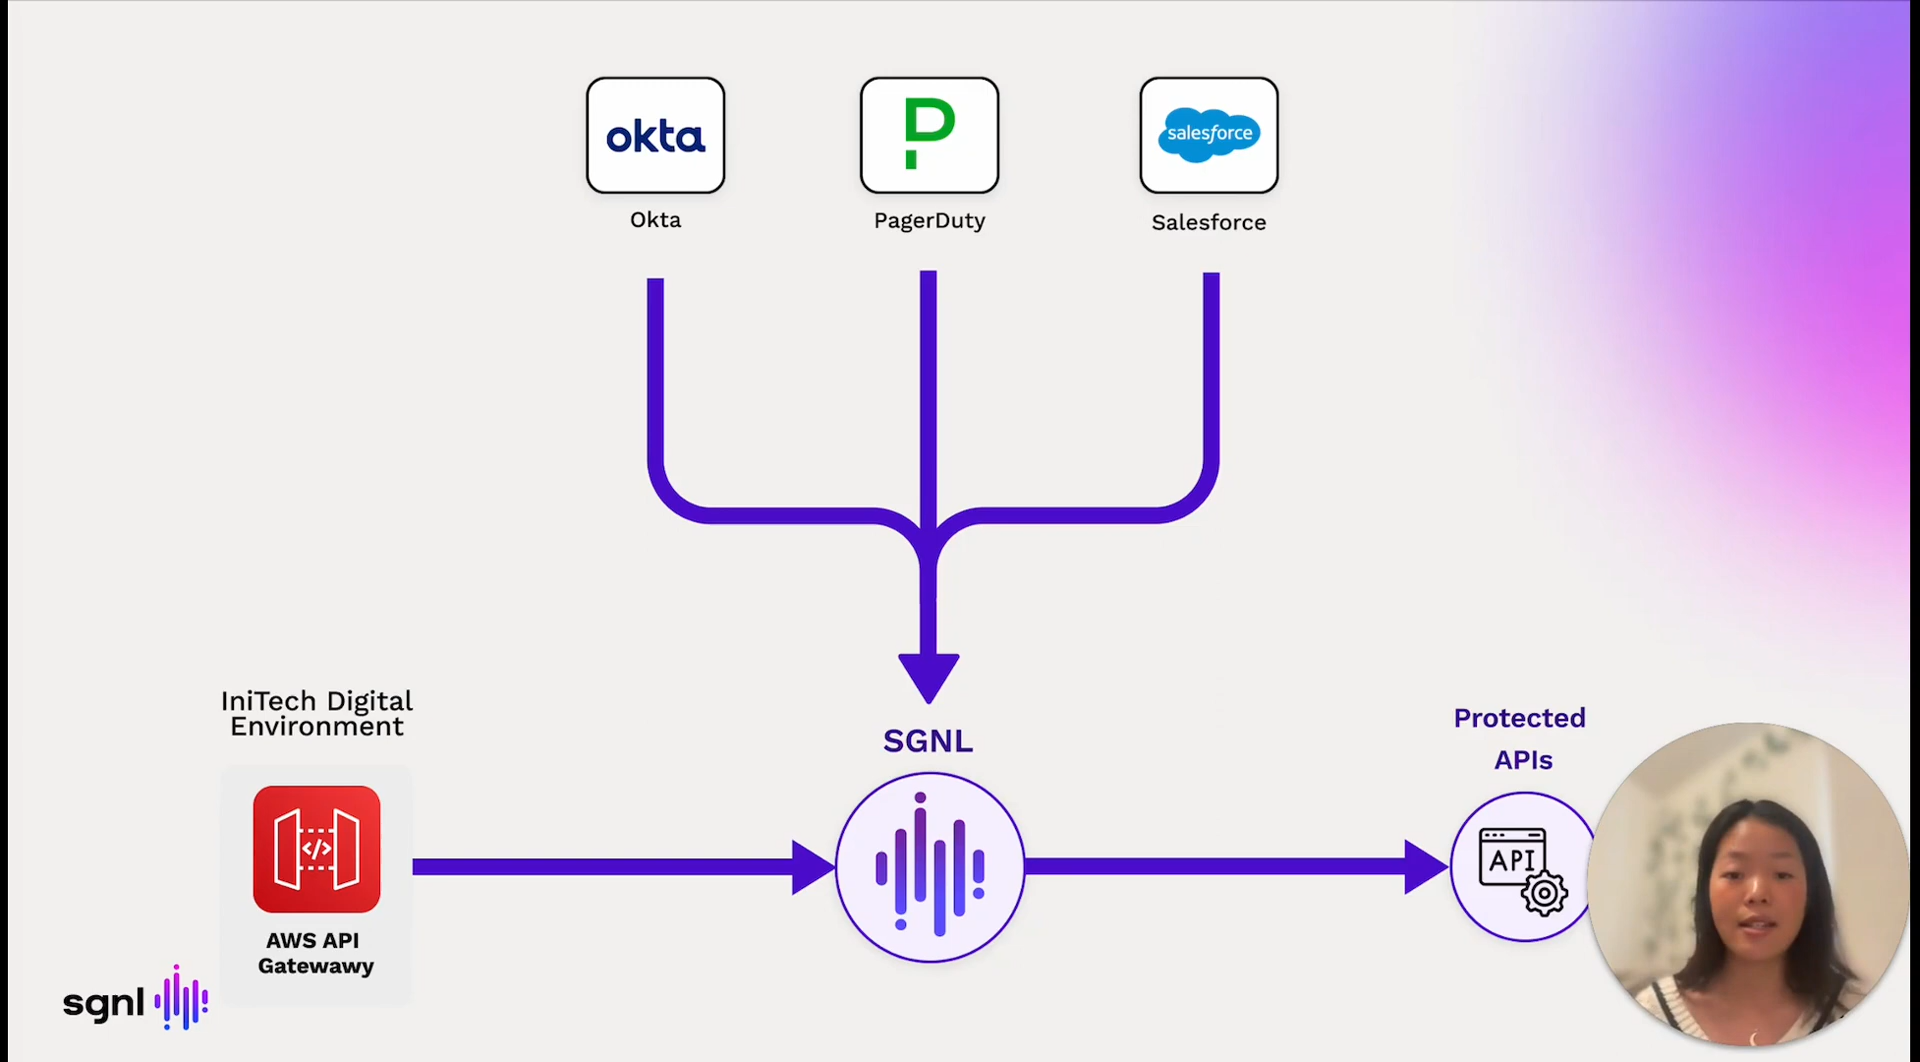 okta
P
salesforce
Okta
PagerDuty
Salesforce
IniTech Digital
Environment
SGNL
Protected
APIs
</>
API
AWS API
Gatewawy
sgnl